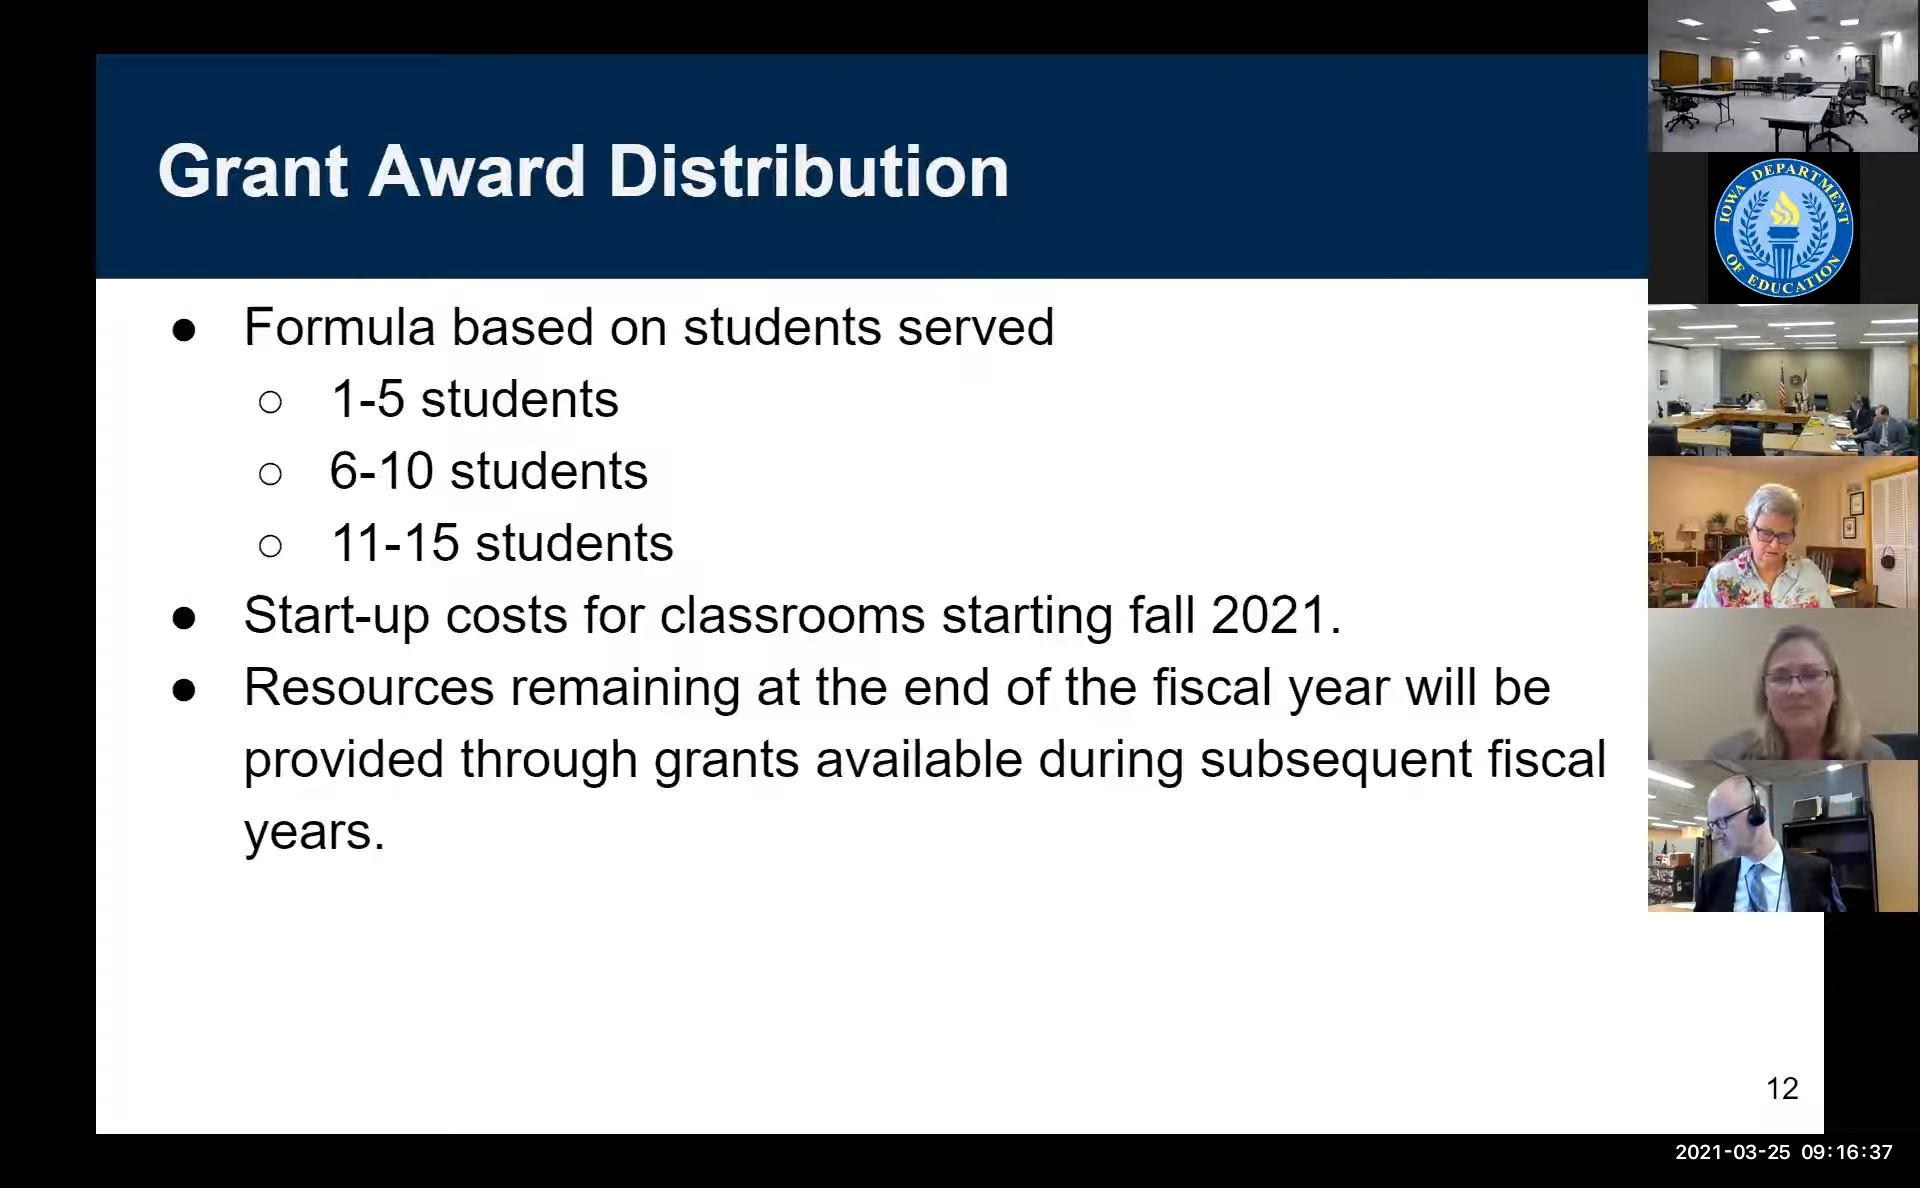 Grant Award Distribution
● Formula based on students served
○ 1-5 students
○ 6-10 students
○ 11-15 students
● Start-up costs for classrooms starting fall 2021.
● Resources remaining at the end of the fiscal year will be
provided through grants available during subsequent fiscal
years.
12
IOWA DEPARTMENT
OF EDUCATION
2021-03-25 09:16:37